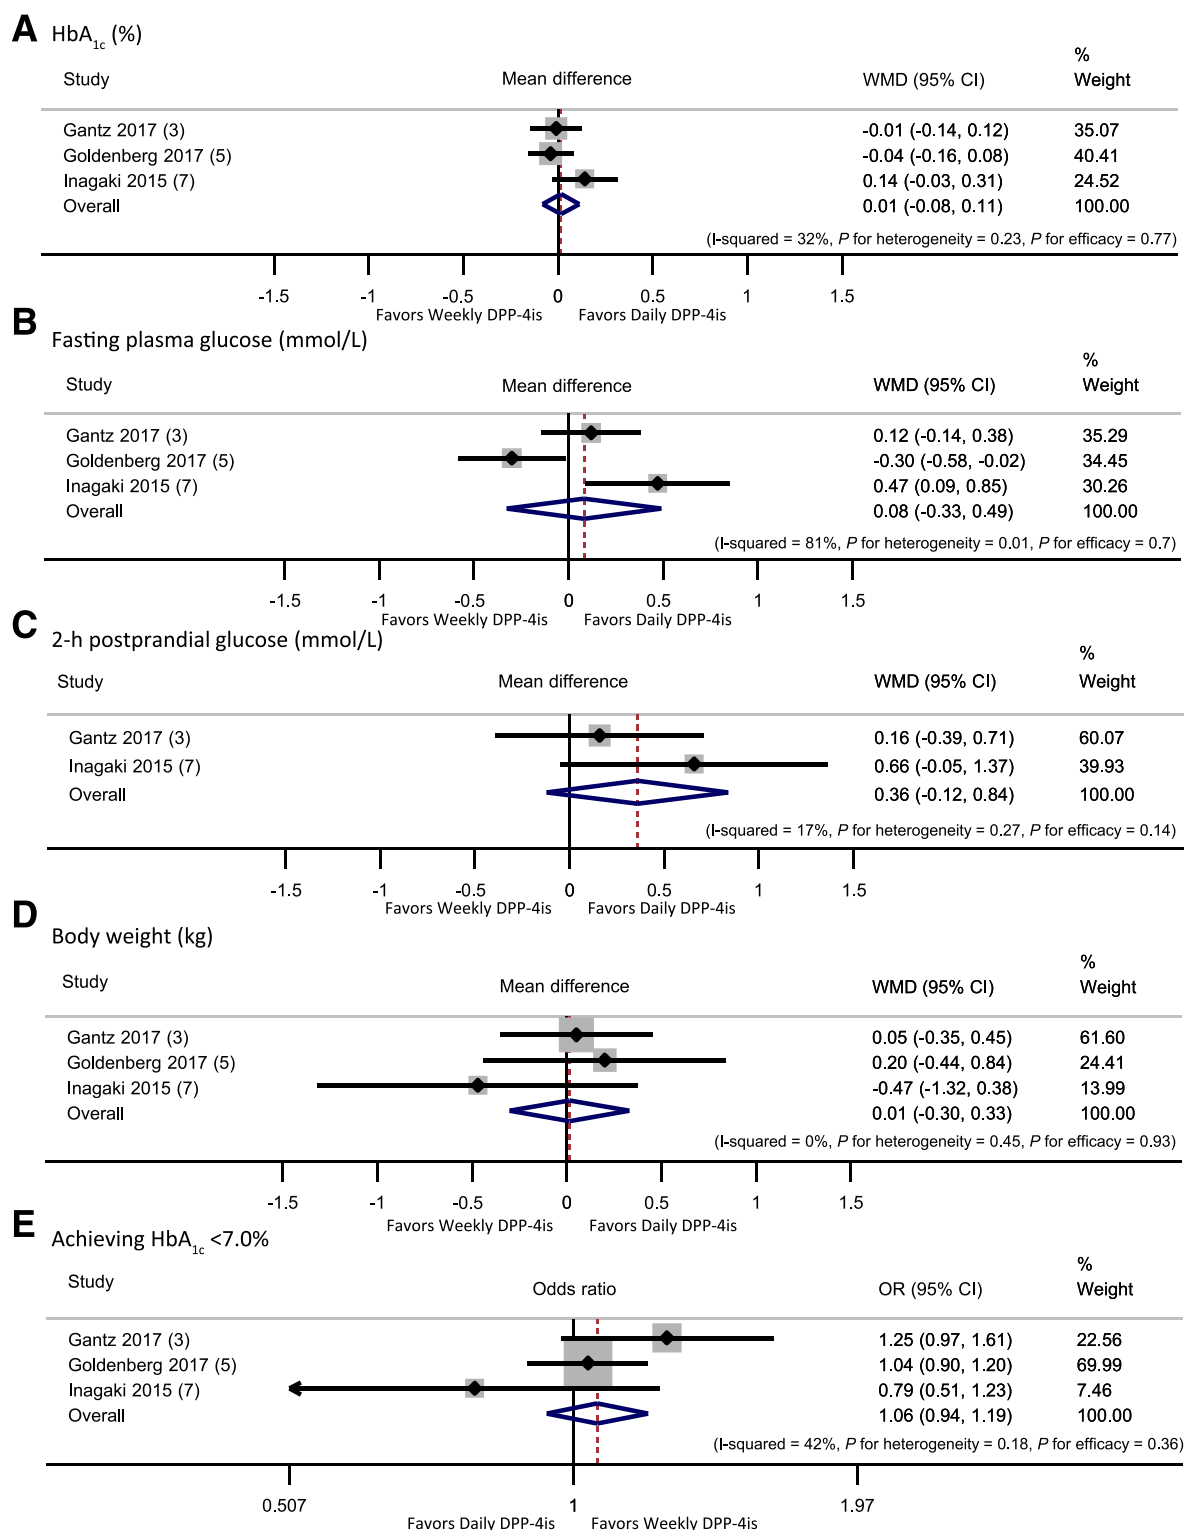 A HbA1c (%)
%
Study Mean difference WMD (95% CI) Weight
Gantz 2017 (3) -0.01 (-0.14, 0.12) 35.07
Goldenberg 2017 (5) -0.04 (-0.16, 0.08) 40.41
Inagaki 2015 (7) 0.14 (-0.03, 0.31) 24.52
Overall 0.01 (-0.08, 0.11) 100.00
(I-squared = 32%, P for heterogeneity = 0.23, P for efficacy = 0.77)
-1.5 -1 -0.5 0 0.5 1 1.5
Favors Weekly DPP-4is Favors Daily DPP-4is
B Fasting plasma glucose (mmol/L)
%
Study Mean difference WMD (95% CI) Weight
Gantz 2017 (3) 0.12 (-0.14, 0.38) 35.29
Goldenberg 2017 (5) -0.30 (-0.58, -0.02) 34.45
Inagaki 2015 (7) 0.47 (0.09, 0.85) 30.26
Overall 0.08 (-0.33, 0.49) 100.00
(I-squared = 81%, P for heterogeneity = 0.01, P for efficacy = 0.7)
-1.5 -1 -0.5 0 0.5 1 1.5
Favors Weekly DPP-4is Favors Daily DPP-4is
C 2-h postprandial glucose (mmol/L)
%
Study Mean difference WMD (95% CI) Weight
Gantz 2017 (3) 0.16 (-0.39, 0.71) 60.07
Inagaki 2015 (7) 0.66 (-0.05, 1.37) 39.93
Overall 0.36 (-0.12, 0.84) 100.00
(I-squared = 17%, P for heterogeneity = 0.27, P for efficacy = 0.14)
-1.5 -1 -0.5 0 0.5 1 1.5
Favors Weekly DPP-4is Favors Daily DPP-4is
D Body weight (kg)
%
Study Mean difference WMD (95% CI) Weight
Gantz 2017 (3) 0.05 (-0.35, 0.45) 61.60
Goldenberg 2017 (5) 0.20 (-0.44, 0.84) 24.41
Inagaki 2015 (7) -0.47 (-1.32, 0.38) 13.99
Overall 0.01 (-0.30, 0.33) 100.00
(I-squared = 0%, P for heterogeneity = 0.45, P for efficacy = 0.93)
-1.5 -1 -0.5 0 0.5 1 1.5
Favors Weekly DPP-4is Favors Daily DPP-4is
E Achieving HbA1c <7.0%
%
Study Odds ratio OR (95% CI) Weight
Gantz 2017 (3) 1.25 (0.97, 1.61) 22.56
Goldenberg 2017 (5) 1.04 (0.90, 1.20) 69.99
Inagaki 2015 (7) 0.79 (0.51, 1.23) 7.46
Overall 1.06 (0.94, 1.19) 100.00
(I-squared = 42%, P for heterogeneity = 0.18, P for efficacy = 0.36)
0.507 1 1.97
Favors Daily DPP-4is Favors Weekly DPP-4is